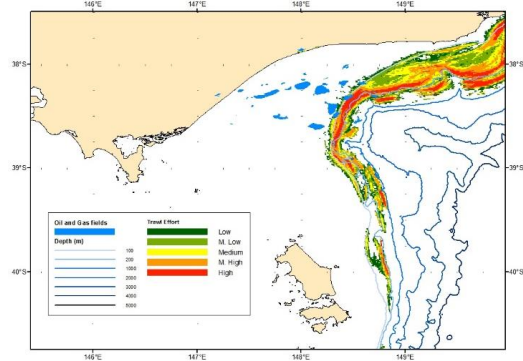 146°E 147°E 148°E 149°E
38°S 38°S
39°S 39°S
40°S 40°S
Oil and Gas fields
Depth (m)
100
200
1000
2000
3000
4000
5000
Trawl Effort
Low
M. Low
Medium
M. High
High
146°E 147°E 148°E 149°E